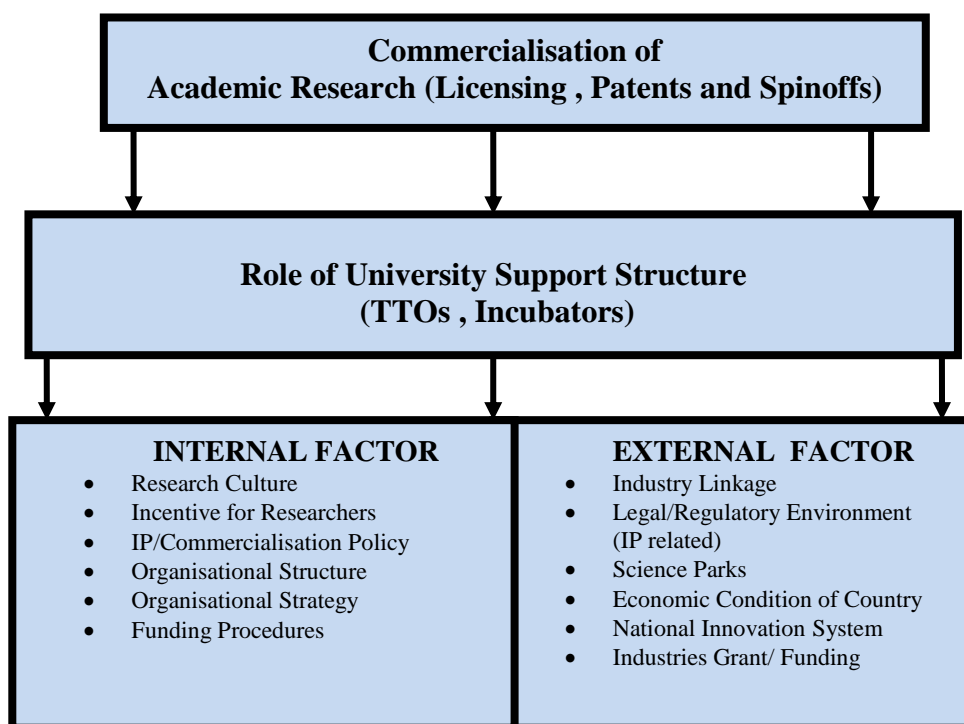 Commercialisation of
Academic Research (Licensing , Patents and Spinoffs)
Role of University Support Structure
(TTOs , Incubators)
INTERNAL FACTOR
• Research Culture
• Incentive for Researchers
• IP/Commercialisation Policy
• Organisational Structure
• Organisational Strategy
• Funding Procedures
EXTERNAL FACTOR
• Industry Linkage
• Legal/Regulatory Environment
(IP related)
• Science Parks
• Economic Condition of Country
• National Innovation System
• Industries Grant/ Funding